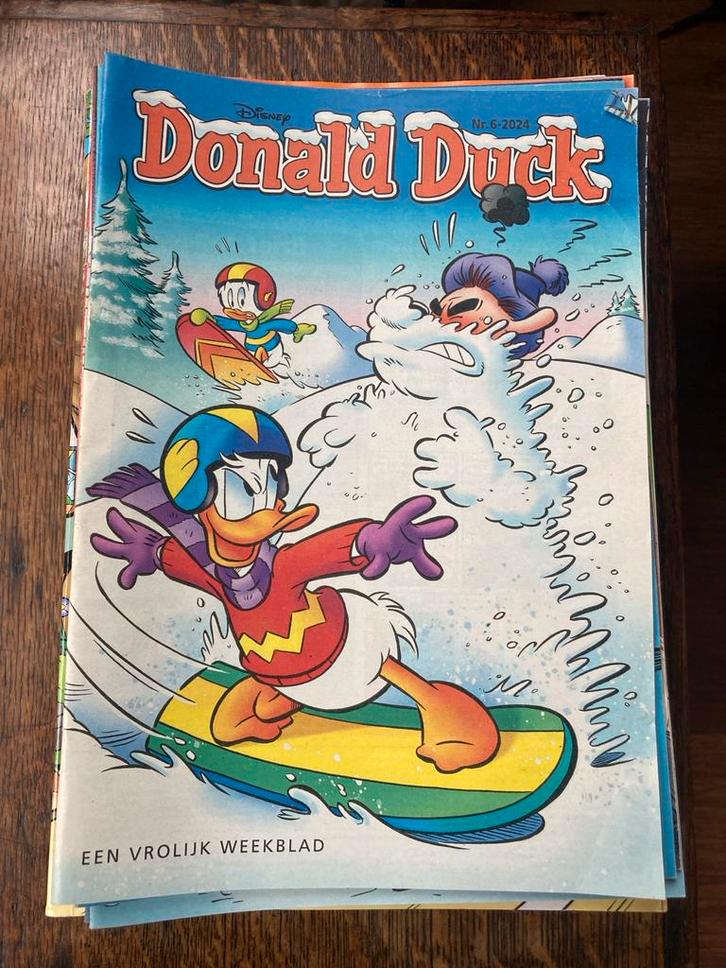 Disney
Nr. 6-2024
Donald Duck
EEN VROLIJK WEEKBLAD